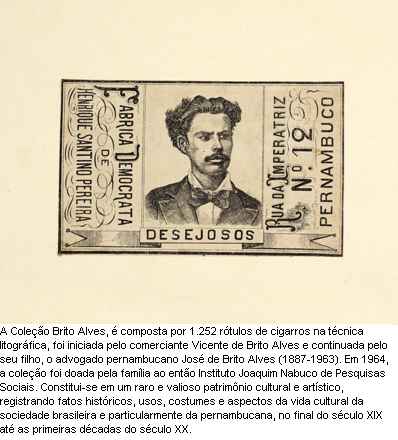 FABRICA DEMOCRATA
DE
HENRIQUE SANTINO PEREIRA
DESEJOSOS
RUA DA IMPERATRIZ
Nº 12
PERNAMBUCO
A Coleção Brito Alves, é composta por 1.252 rótulos de cigarros na técnica
litográfica, foi iniciada pelo comerciante Vicente de Brito Alves e continuada pelo
seu filho, o advogado pernambucano José de Brito Alves (1887-1963). Em 1964,
a coleção foi doada pela família ao então Instituto Joaquim Nabuco de Pesquisas
Sociais. Constitui-se em um raro e valioso patrimônio cultural e artístico,
registrando fatos históricos, usos, costumes e aspectos da vida cultural da
sociedade brasileira e particularmente da pernambucana, no final do século XIX
até as primeiras décadas do século XX.